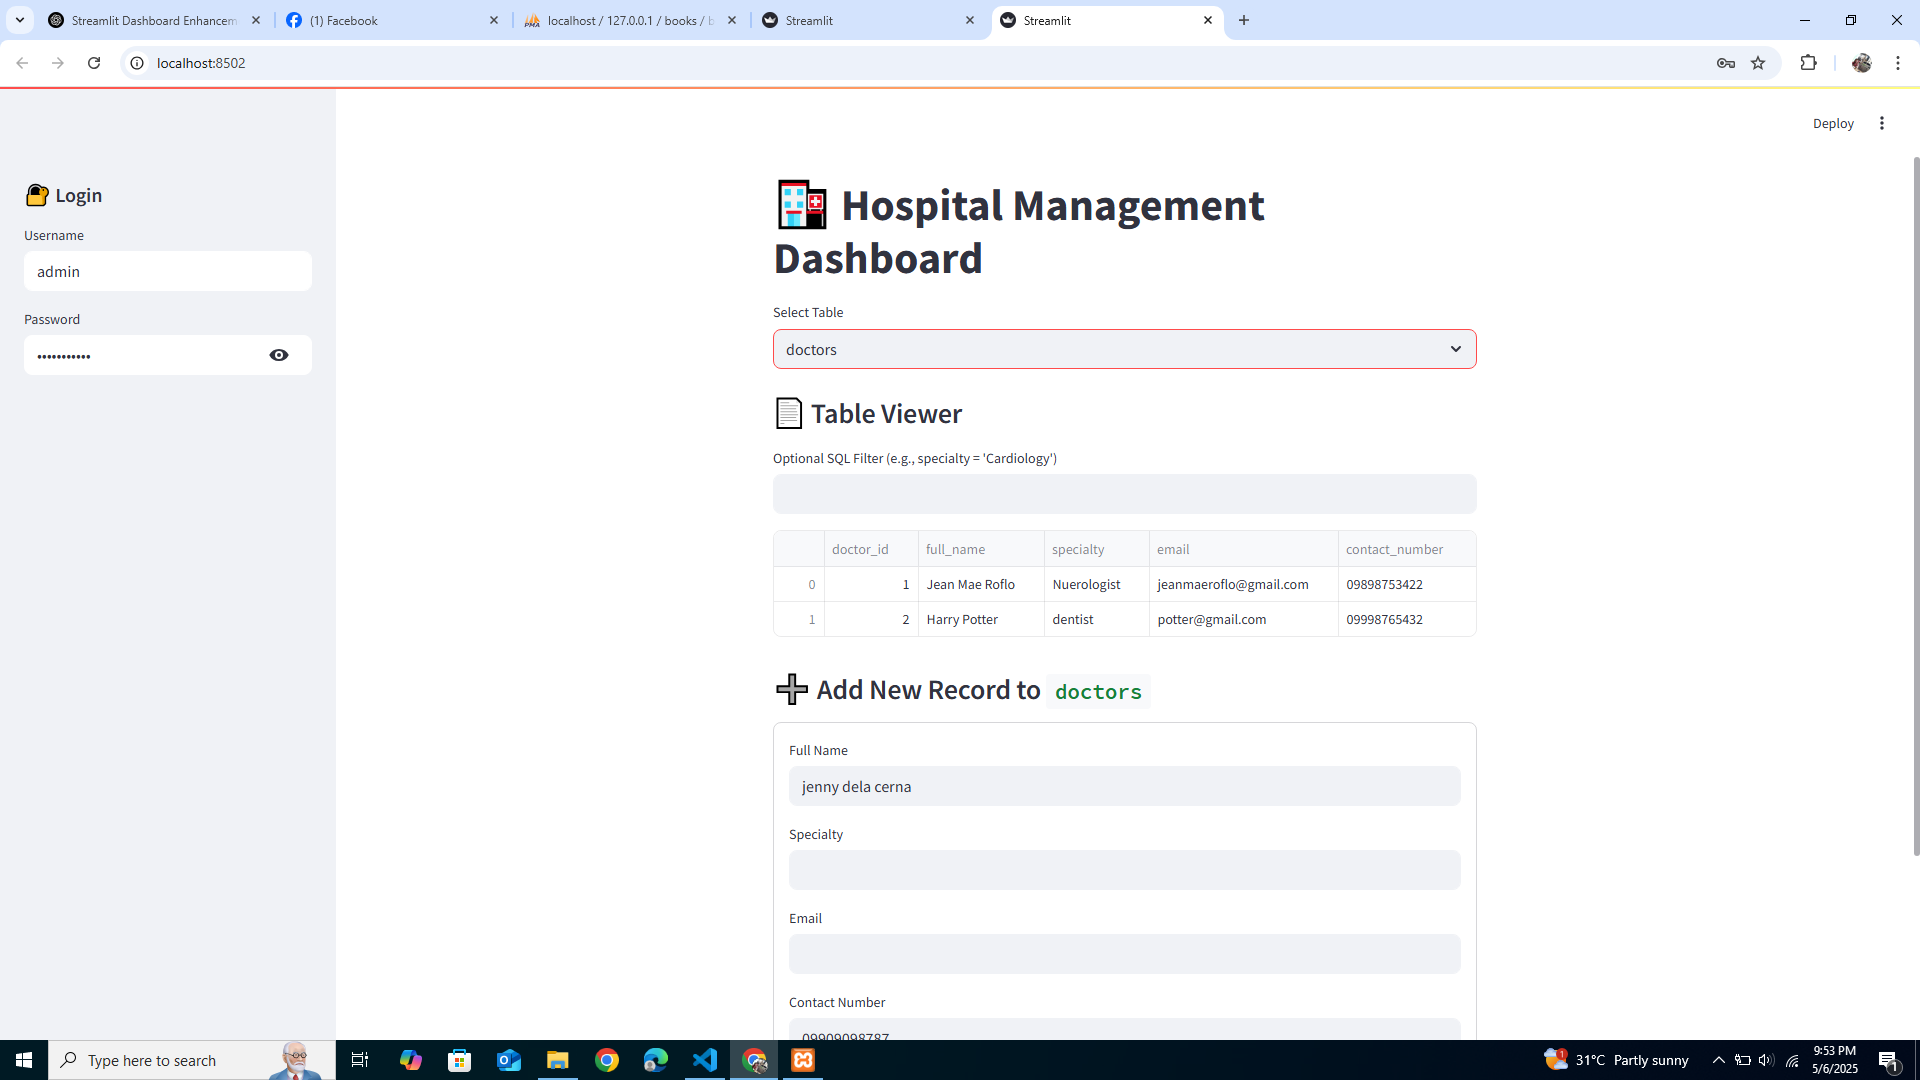 Streamlit Dashboard Enhancem
(1) Facebook
localhost / 127.0.0.1 / books / b
Streamlit
Streamlit
localhost:8502
Deploy
Login
Username
admin
Password
•••••••••••
Hospital Management
Dashboard
Select Table
doctors
Table Viewer
Optional SQL Filter (e.g., specialty = 'Cardiology')
doctor_id full_name specialty email contact_number
0 1 Jean Mae Roflo Nuerologist jeanmaeroflo@gmail.com 09898753422
1 2 Harry Potter dentist potter@gmail.com 09998765432
Add New Record to doctors
Full Name
jenny dela cerna
Specialty
Email
Contact Number
09909098787
Type here to search
1
31°C Partly sunny
9:53 PM
5/6/2025
1